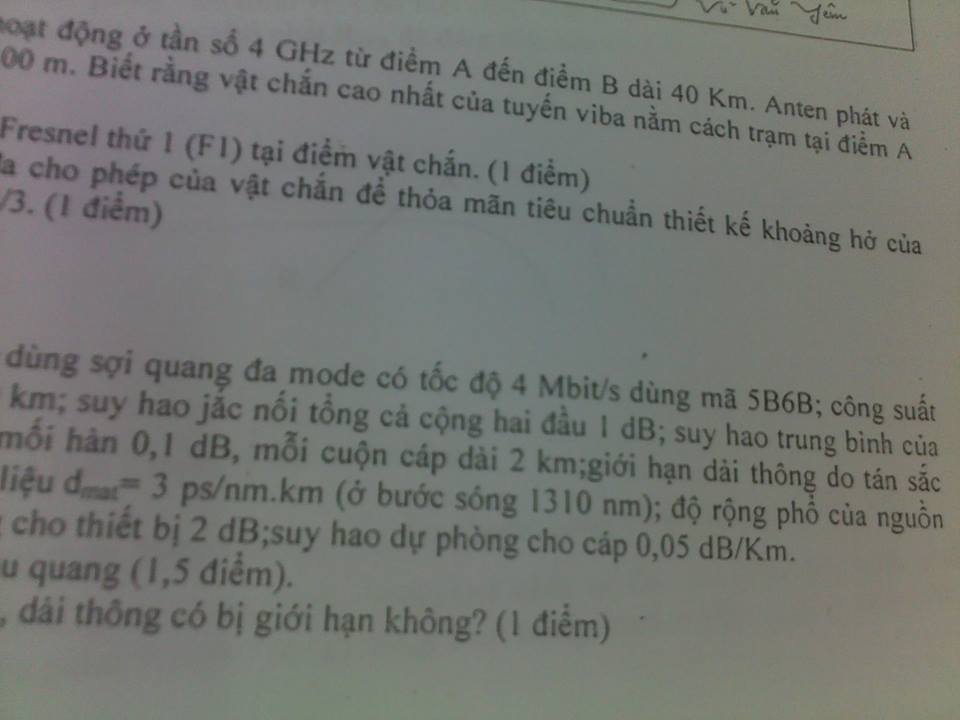 Vũ Văn Yêm
hoạt động ở tần số 4 GHz từ điểm A đến điểm B dài 40 Km. Anten phát và
00 m. Biết rằng vật chắn cao nhất của tuyến viba nằm cách trạm tại điểm A
Fresnel thứ 1 (F1) tại điểm vật chắn. (1 điểm)
đa cho phép của vật chắn để thỏa mãn tiêu chuẩn thiết kế khoảng hở của
/3. (1 điểm)
dùng sợi quang đa mode có tốc độ 4 Mbit/s dùng mã 5B6B; công suất
km; suy hao jắc nối tổng cả cộng hai đầu 1 dB; suy hao trung bình của
mối hàn 0,1 dB, mỗi cuộn cáp dài 2 km;giới hạn dải thông do tán sắc
liệu dmat= 3 ps/nm.km (ở bước sóng 1310 nm); độ rộng phổ của nguồn
cho thiết bị 2 dB;suy hao dự phòng cho cáp 0,05 dB/Km.
u quang (1,5 điểm).
, dải thông có bị giới hạn không? (1 điểm)